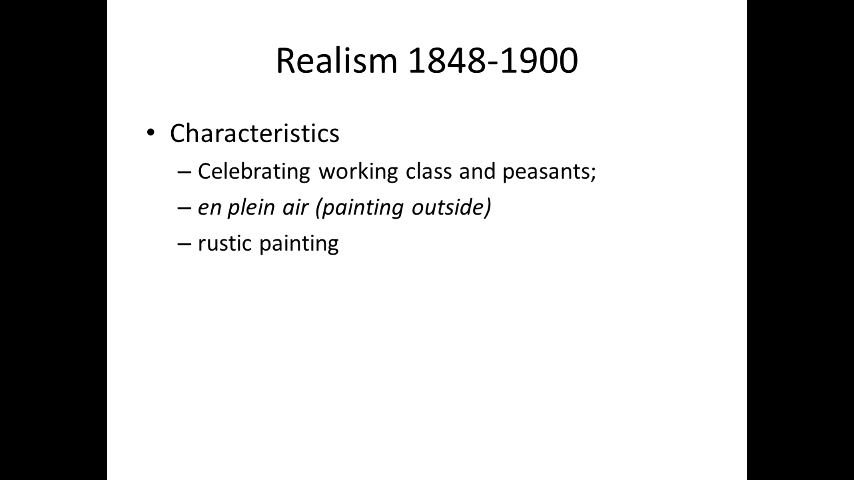 Realism 1848-1900
• Characteristics
– Celebrating working class and peasants;
– en plein air (painting outside)
– rustic painting